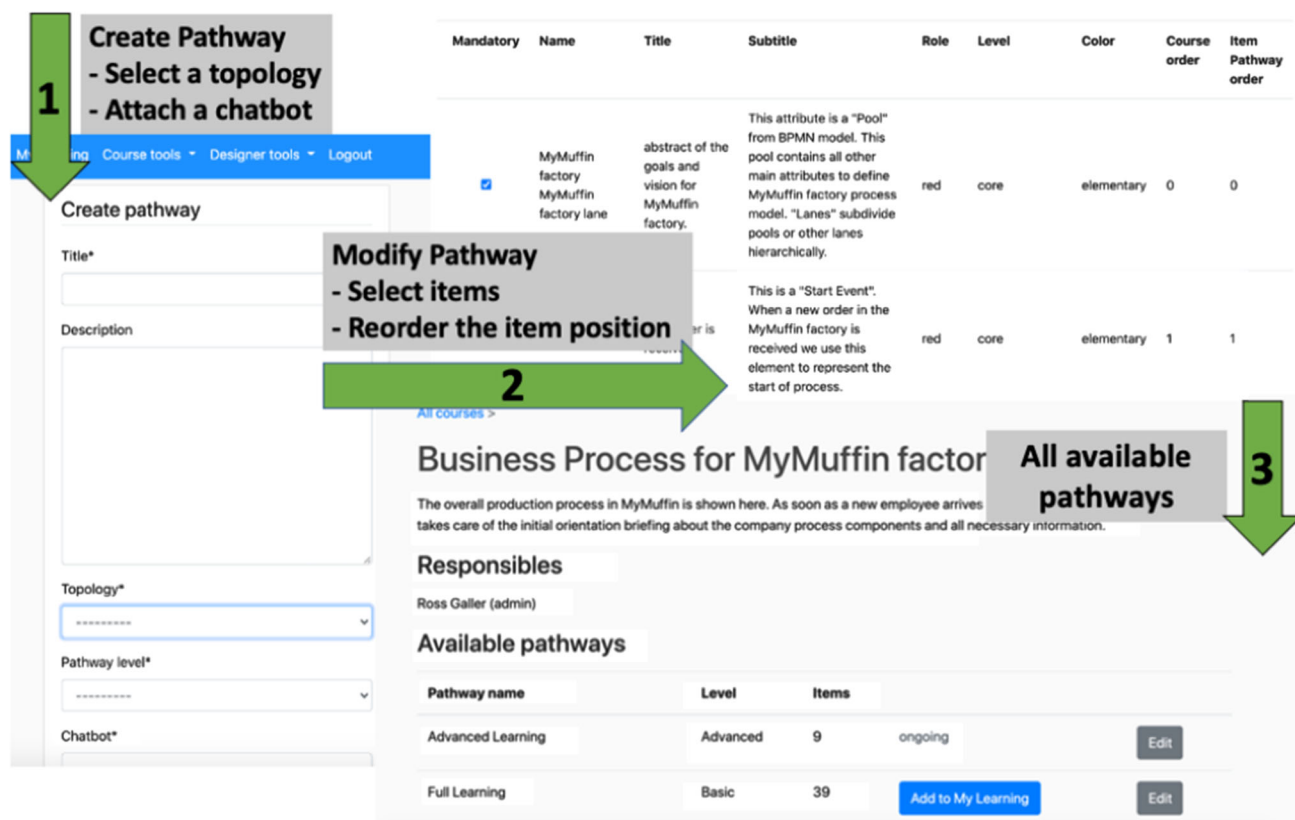 1
Create Pathway
- Select a topology
- Attach a chatbot
Course tools Designer tools Logout
Create pathway
Title*
Description
Topology*
---------
Pathway level*
---------
Chatbot*
Modify Pathway
- Select items
- Reorder the item position
2
Mandatory Name Title Subtitle Role Level Color Course order Item Pathway order
MyMuffin
factory
MyMuffin
factory lane
abstract of the
goals and
vision for
MyMuffin
factory.
This attribute is a "Pool"
from BPMN model. This
pool contains all other
main attributes to define
MyMuffin factory process
model. "Lanes" subdivide
pools or other lanes
hierarchically.
red core elementary 0 0
is
This is a "Start Event".
When a new order in the
MyMuffin factory is
received we use this
element to represent the
start of process.
red core elementary 1 1
All courses >
Business Process for MyMuffin factor
All available
pathways
3
The overall production process in MyMuffin is shown here. As soon as a new employee arrives
takes care of the initial orientation briefing about the company process components and all necessary information.
Responsibles
Ross Galler (admin)
Available pathways
Pathway name Level Items
Advanced Learning Advanced 9 ongoing Edit
Full Learning Basic 39 Add to My Learning Edit